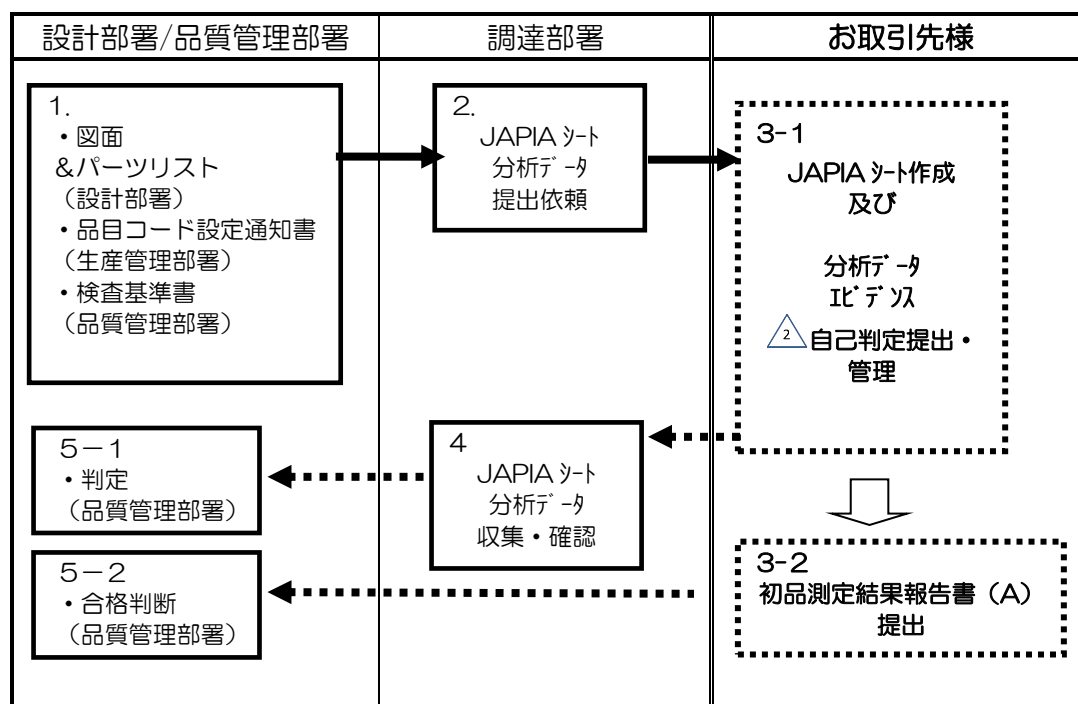 設計部署/品質管理部署
調達部署
お取引先様
1.
・図面
&パーツリスト
(設計部署)
・品目コード設定通知書
(生産管理部署)
・検査基準書
(品質管理部署)
2.
JAPIA シート
分析データ
提出依頼
3-1
JAPIA シート作成
及び
分析データ
エビデンス
2 自己判定提出・
管理
4
JAPIA シート
分析データ
収集・確認
5-1
・判定
(品質管理部署)
3-2
初品測定結果報告書(A)
提出
5-2
・合格判断
(品質管理部署)